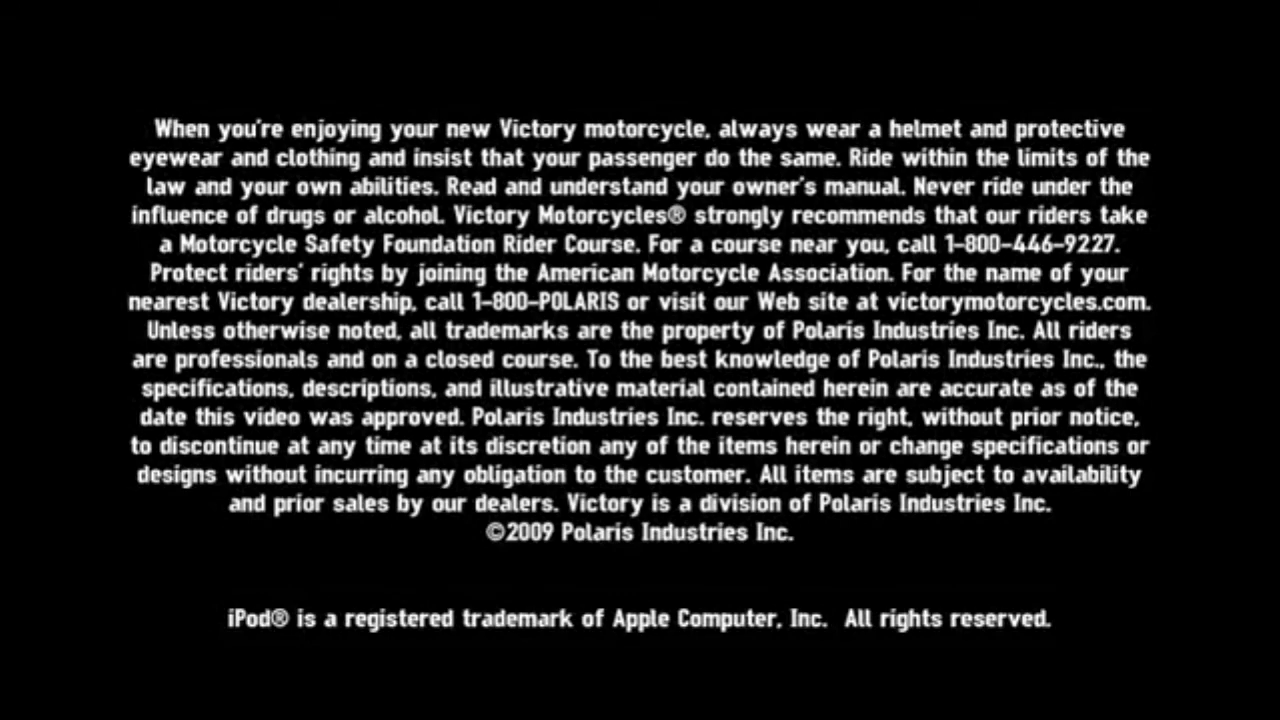 When you're enjoying your new Victory motorcycle, always wear a helmet and protective
eyewear and clothing and insist that your passenger do the same. Ride within the limits of the
law and your own abilities. Read and understand your owner's manual. Never ride under the
influence of drugs or alcohol. Victory Motorcycles® strongly recommends that our riders take
a Motorcycle Safety Foundation Rider Course. For a course near you, call 1-800-446-9227.
Protect riders' rights by joining the American Motorcycle Association. For the name of your
nearest Victory dealership, call 1-800-POLARIS or visit our Web site at victorymotorcycles.com.
Unless otherwise noted, all trademarks are the property of Polaris Industries Inc. All riders
are professionals and on a closed course. To the best knowledge of Polaris Industries Inc., the
specifications, descriptions, and illustrative material contained herein are accurate as of the
date this video was approved. Polaris Industries Inc. reserves the right, without prior notice,
to discontinue at any time at its discretion any of the items herein or change specifications or
designs without incurring any obligation to the customer. All items are subject to availability
and prior sales by our dealers. Victory is a division of Polaris Industries Inc.
©2009 Polaris Industries Inc.
iPod® is a registered trademark of Apple Computer, Inc.  All rights reserved.